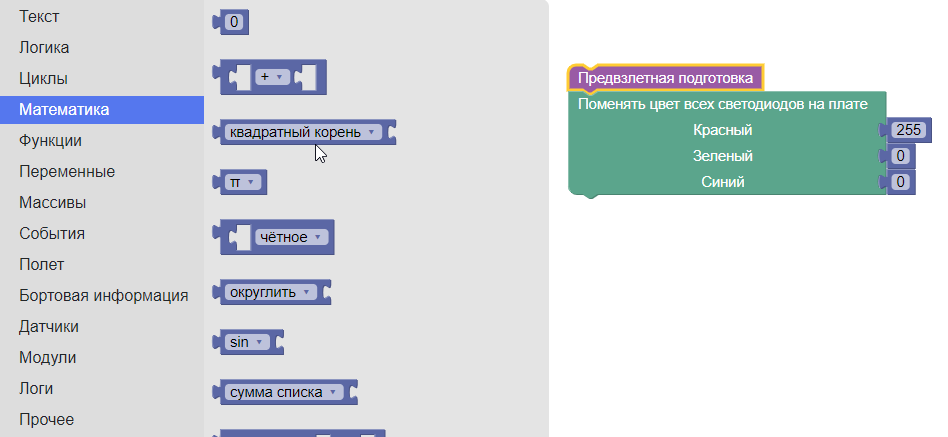 Текст
Логика
Циклы
Математика
Функции
Переменные
Массивы
События
Полет
Бортовая информация
Датчики
Модули
Логи
Прочее
0
+
квадратный корень
π
чётное
округлить
sin
сумма списка
Предвзлетная подготовка
Поменять цвет всех светодиодов на плате
Красный 255
Зеленый 0
Синий 0